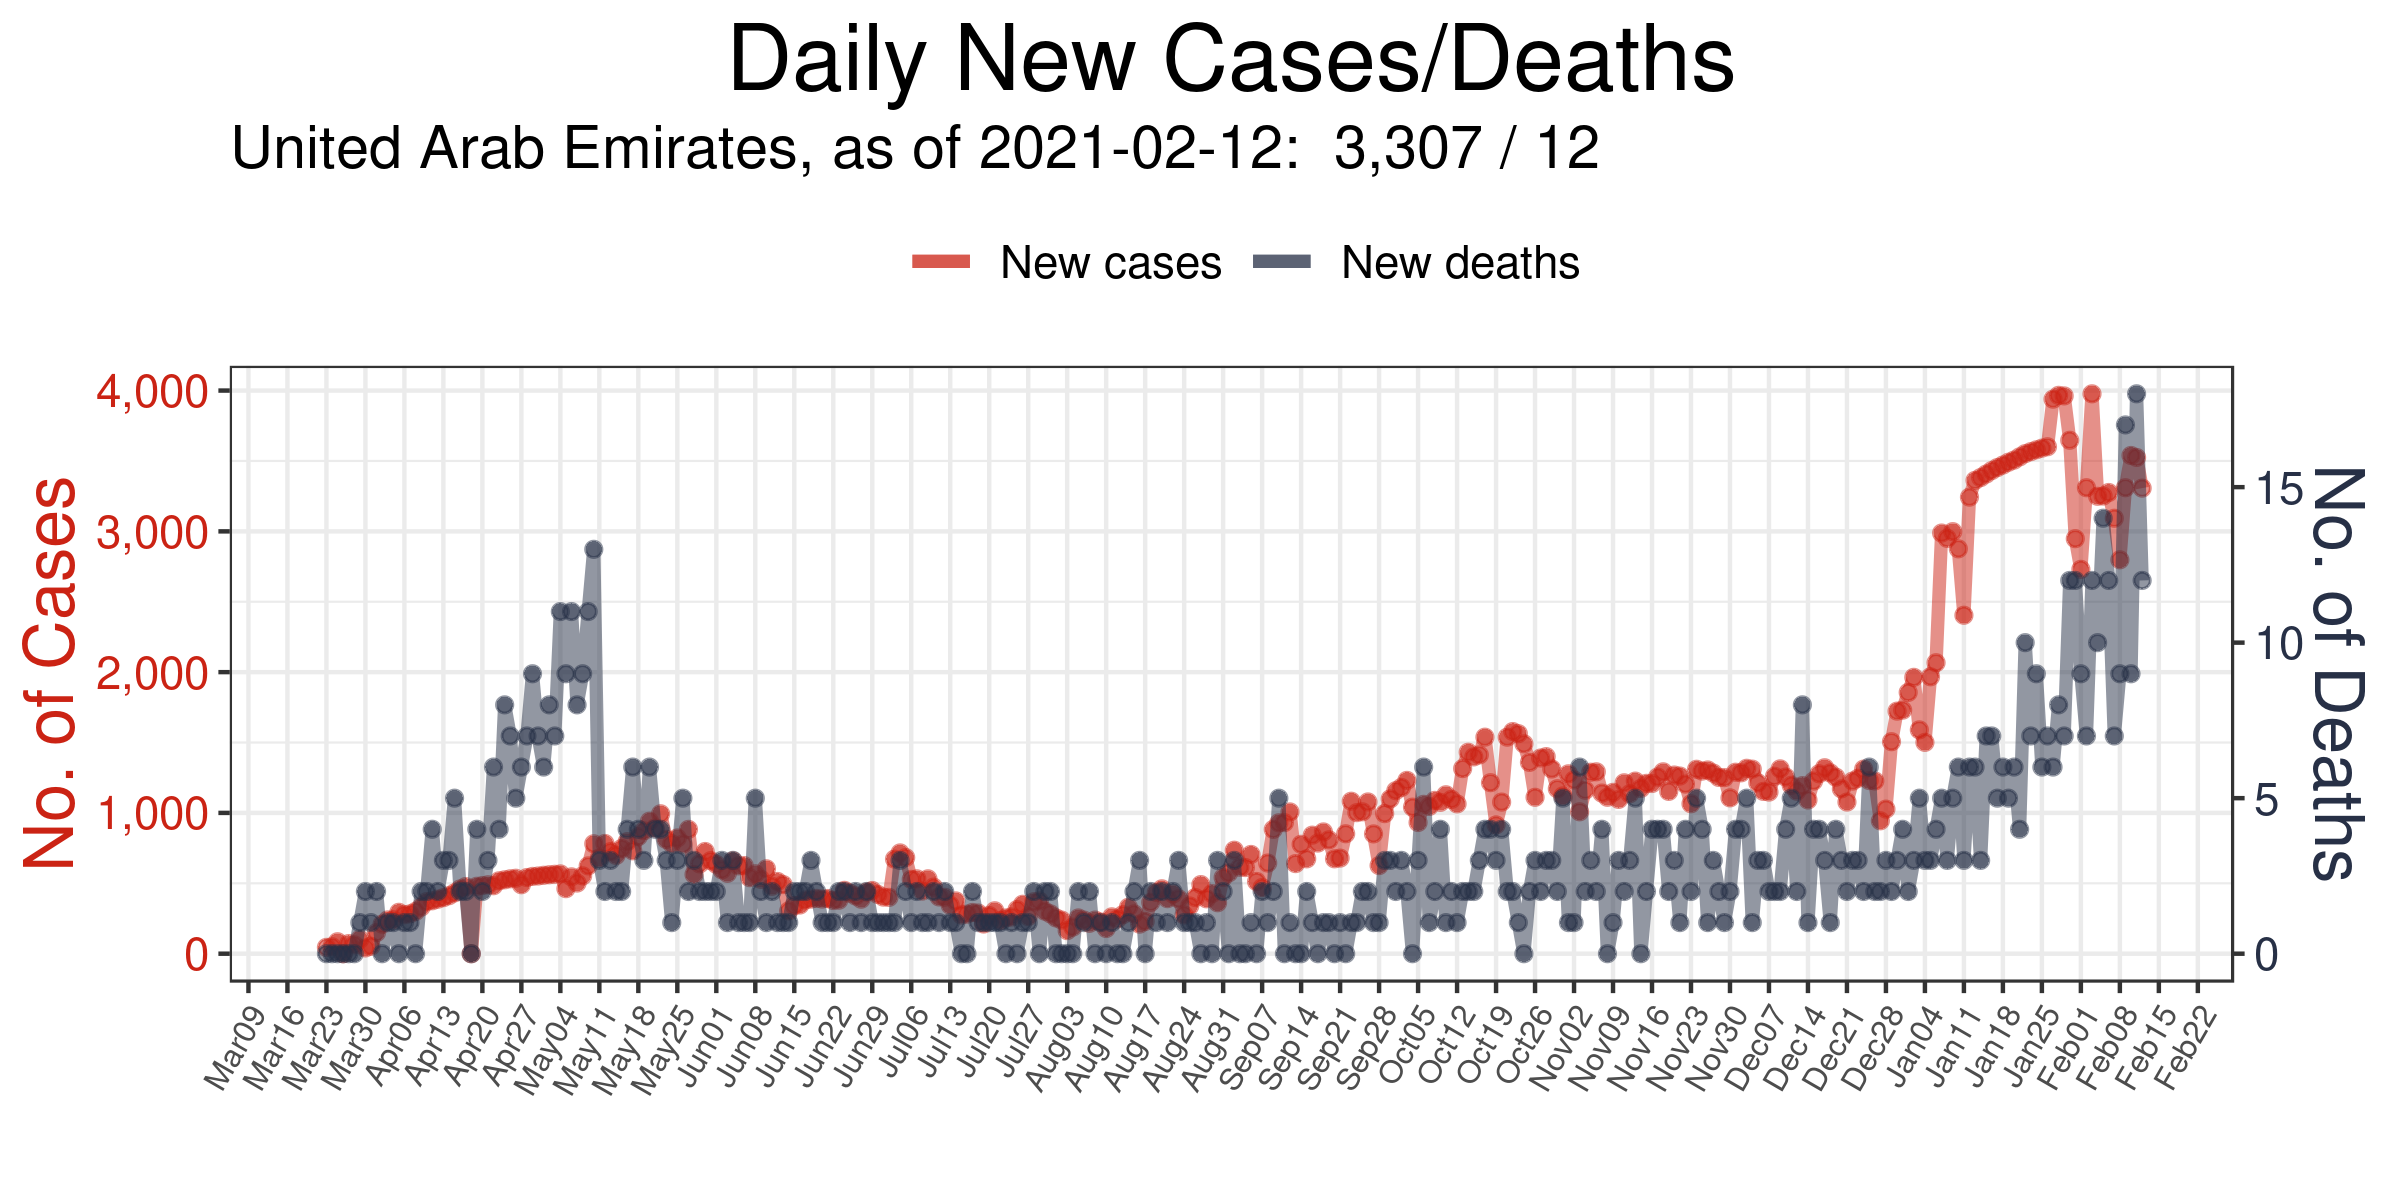 Daily New Cases/Deaths
United Arab Emirates, as of 2021-02-12: 3,307 / 12
New cases
New deaths
No. of Cases
4,000
3,000
2,000
1,000
0
15
10
5
0
No. of Deaths
Mar09
Mar16
Mar23
Mar30
Apr06
Apr13
Apr20
Apr27
May04
May11
May18
May25
Jun01
Jun08
Jun15
Jun22
Jun29
Jul06
Jul13
Jul20
Jul27
Aug03
Aug10
Aug17
Aug24
Aug31
Sep07
Sep14
Sep21
Sep28
Oct05
Oct12
Oct19
Oct26
Nov02
Nov09
Nov16
Nov23
Nov30
Dec07
Dec14
Dec21
Dec28
Jan04
Jan11
Jan18
Jan25
Feb01
Feb08
Feb15
Feb22